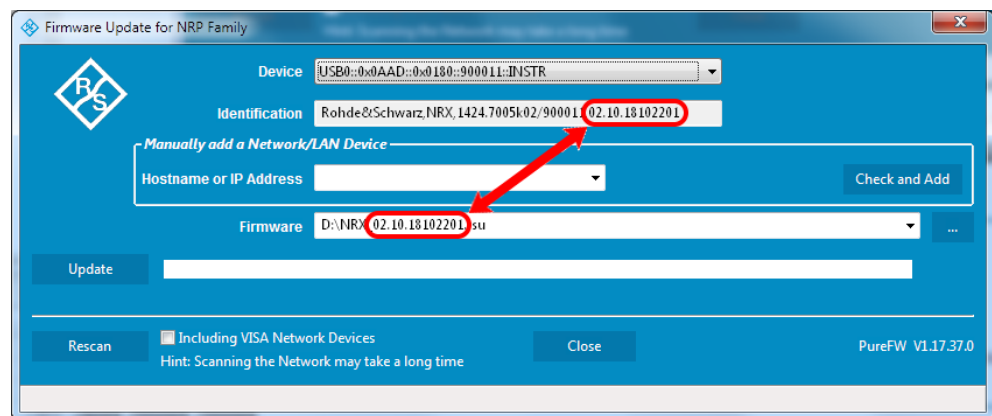 Firmware Update for NRP Family
R S
Device USB0::0x0AAD::0x0180::900011::INSTR
Identification Rohde&Schwarz,NRX,1424.7005k02/900011 02.10.18102201
Manually add a Network/LAN Device
Hostname or IP Address
Check and Add
Firmware D:\NRX 02.10.18102201 su
...
Update
Rescan
Including VISA Network Devices
Hint: Scanning the Network may take a long time
Close
PureFW V1.17.37.0